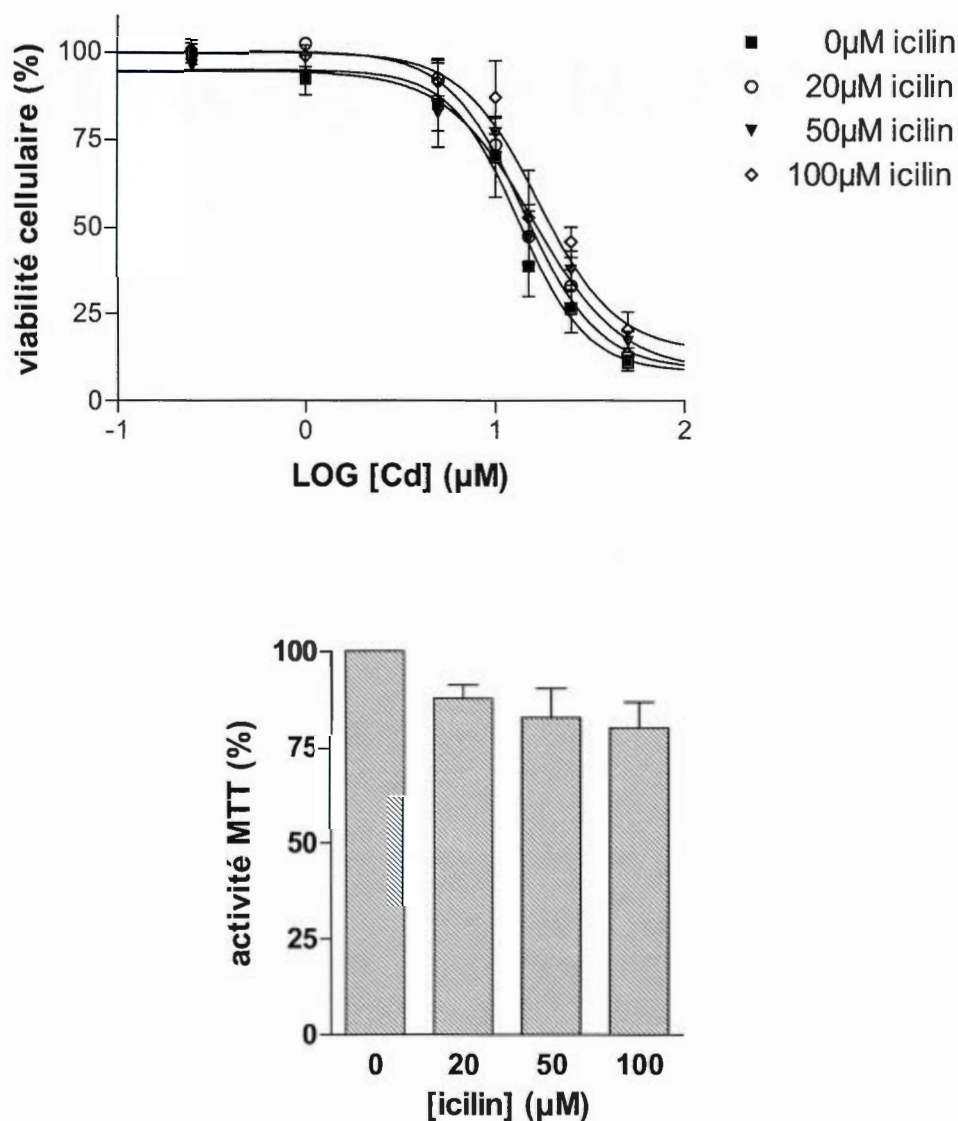 viabilité cellulaire (%)
100
75
50
25
0
-1 0 1 2
LOG [Cd] (µM)
0µM icilin
20µM icilin
50µM icilin
100µM icilin
activité MTT (%)
100
75
50
25
0
0 20 50 100
[icilin] (µM)